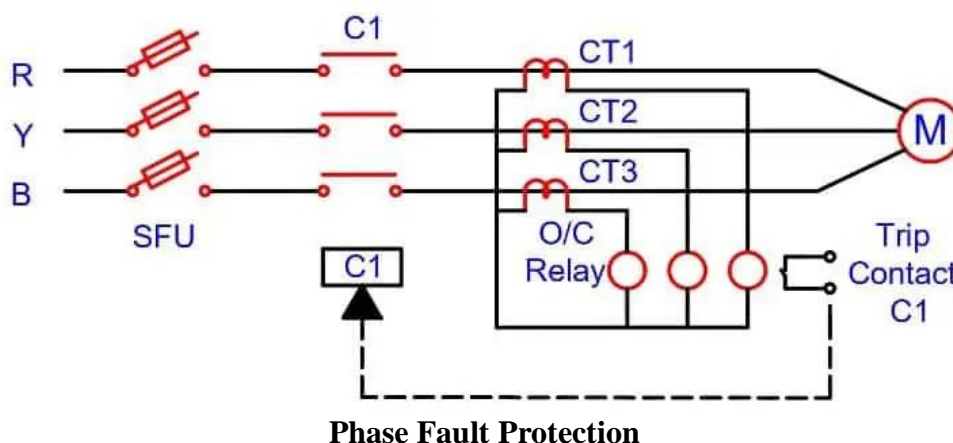 C1
R
Y
B
SFU
CT1
CT2
CT3
M
O/C
Relay
C1
Trip
Contact
C1
Phase Fault Protection